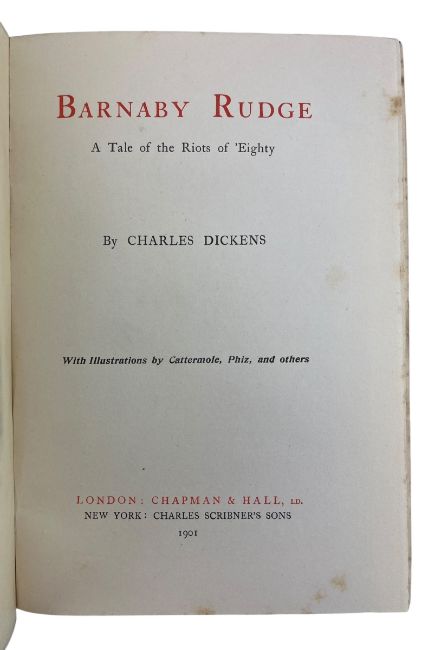 BARNABY RUDGE
A Tale of the Riots of 'Eighty
By CHARLES DICKENS
With Illustrations by Cattermole, Phiz, and others
LONDON: CHAPMAN & HALL, LD.
NEW YORK: CHARLES SCRIBNER'S SONS
1901